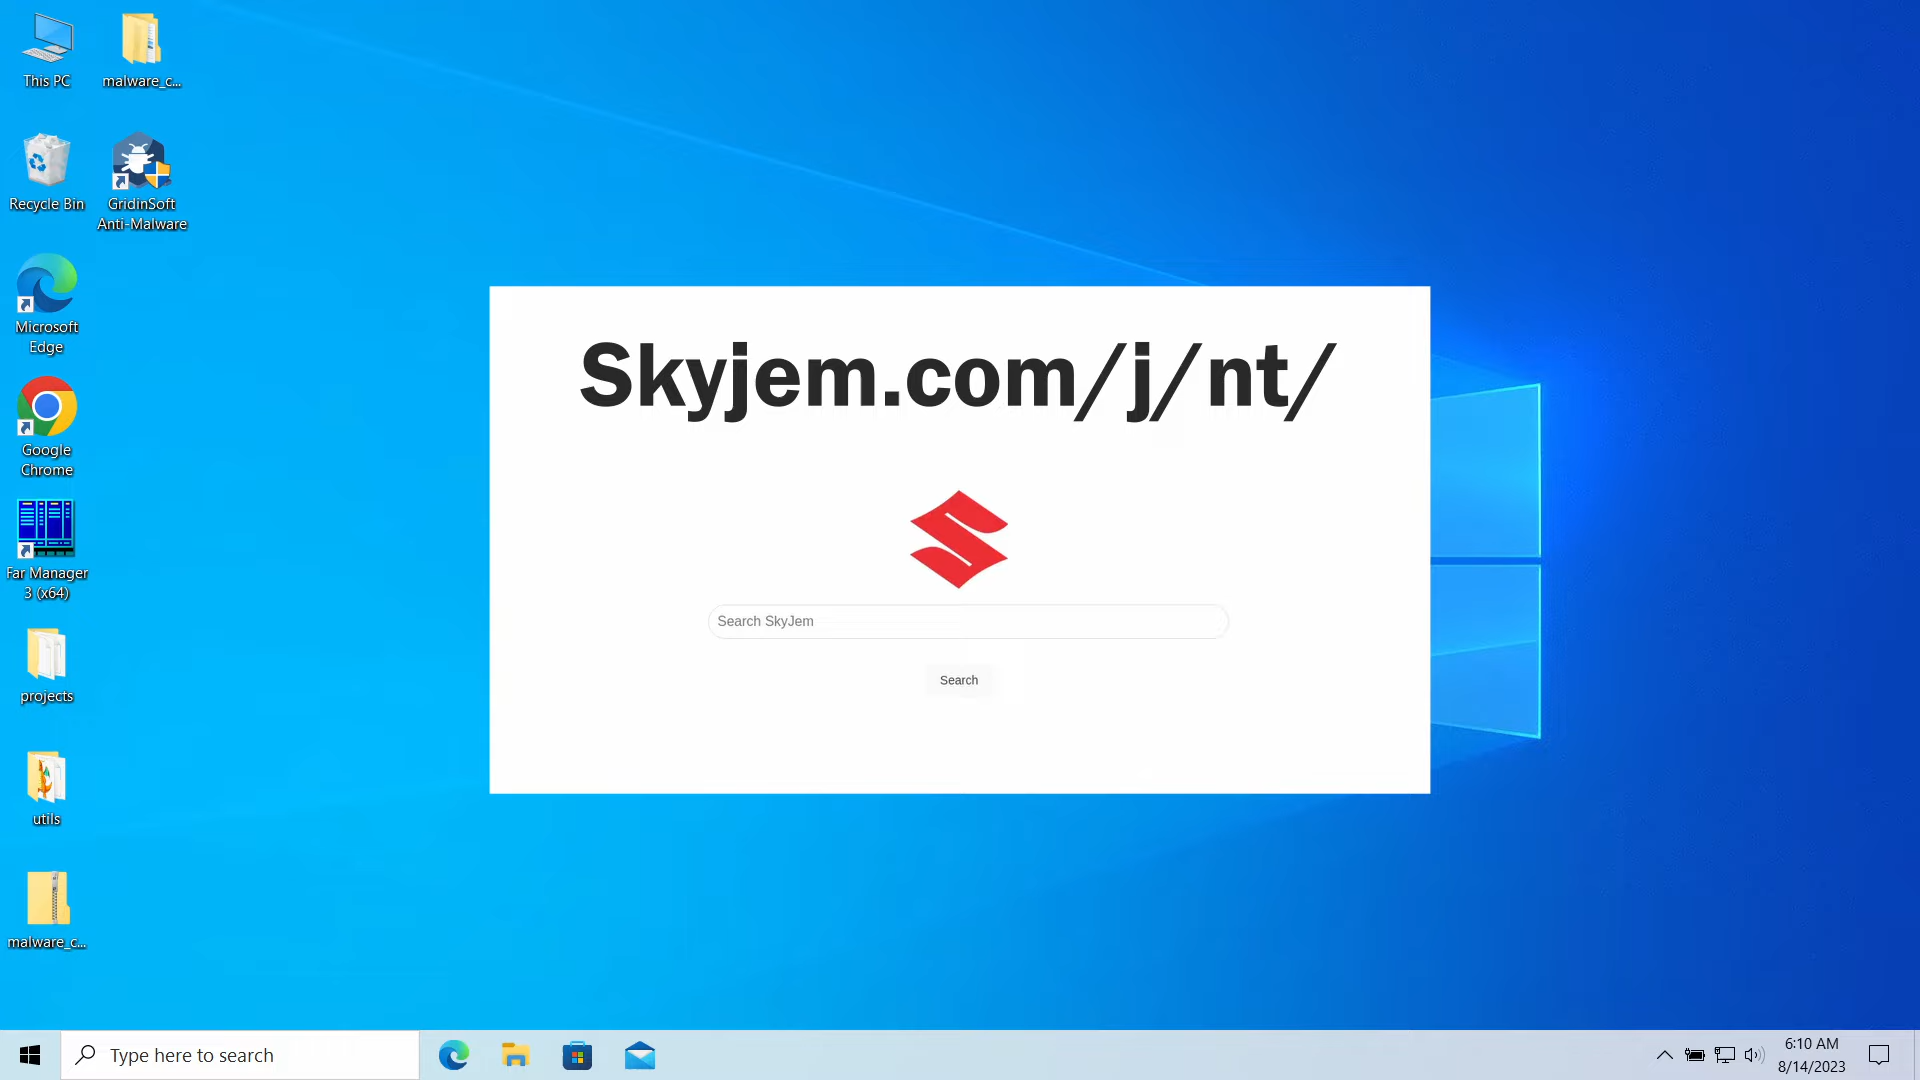 This PC
malware_c...
Recycle Bin
GridinSoft
Anti-Malware
Microsoft
Edge
Google
Chrome
Far Manager
3 (x64)
projects
utils
malware_c...
Skyjem.com/j/nt/
Search SkyJem
Search
Type here to search
6:10 AM
8/14/2023